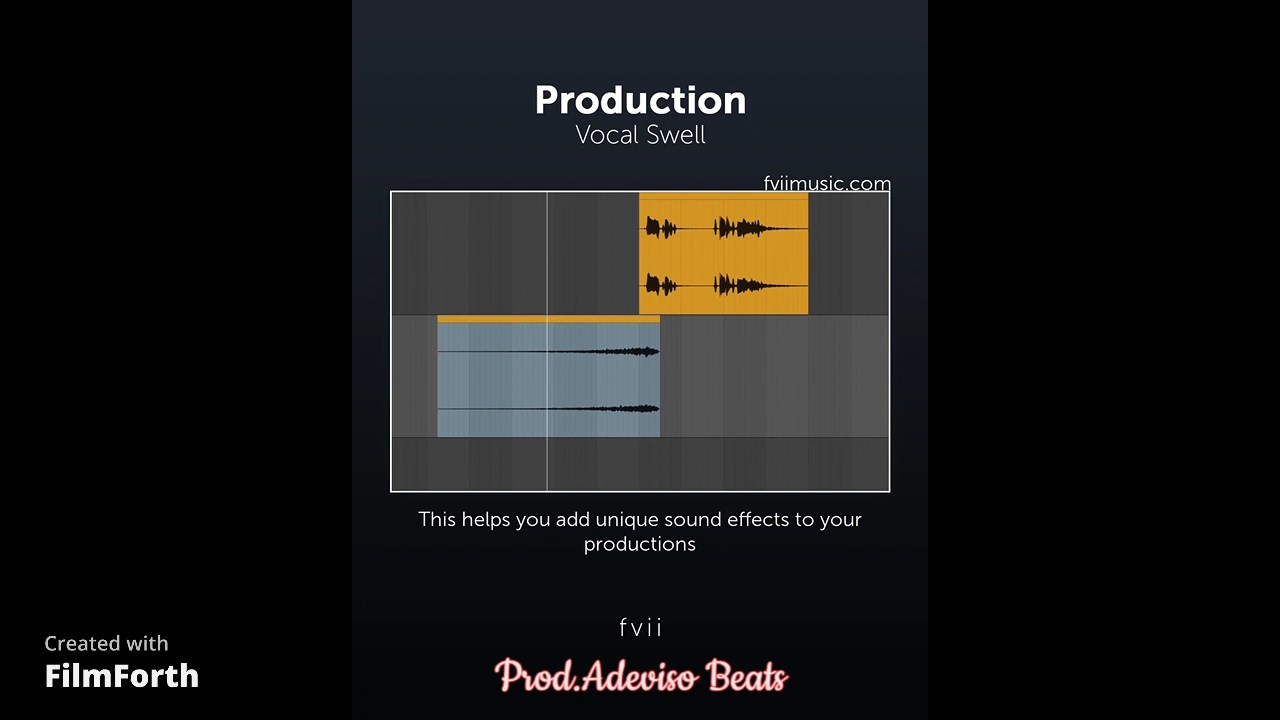 Production
Vocal Swell
fviimusic.com
This helps you add unique sound effects to your
productions
fvii
Created with
FilmForth
Prod.Adeviso Beats